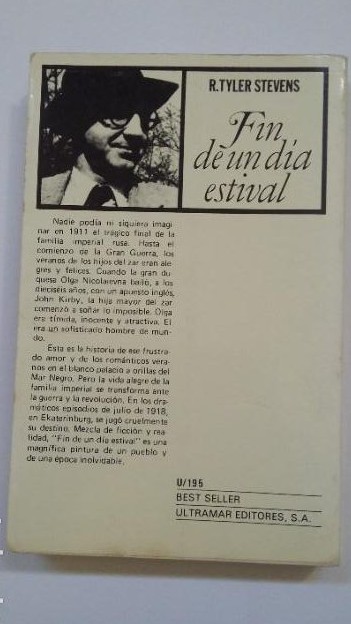 R. TYLER STEVENS
Fin
de un día
estival
Nadie podía ni siquiera imagi-
nar en 1911 el trágico final de la
familia imperial rusa. Hasta el
comienzo de la Gran Guerra, los
veranos de los hijos del zar eran ale-
gres y felices. Cuando la gran du-
quesa Olga Nicolaievna bailó, a los
dieciséis años, con un apuesto inglés,
John Kirby, la hija mayor del zar
comenzó a soñar lo imposible. Olga
era tímida, inocente y atractiva. El
era un sofisticado hombre de mun-
do.
Esta es la historia de ese frustra-
do amor y de los románticos vera-
nos en el blanco palacio a orillas del
Mar Negro. Pero la vida alegre de la
familia imperial se transforma ante
la guerra y la revolución. En los dra-
máticos episodios de julio de 1918,
en Ekaterinburg, se jugó cruelmente
su destino. Mezcla de ficción y rea-
lidad, "Fin de un día estival" es una
magnífica pintura de un pueblo y
de una época inolvidable.
U/195
BEST SELLER
ULTRAMAR EDITORES, S.A.